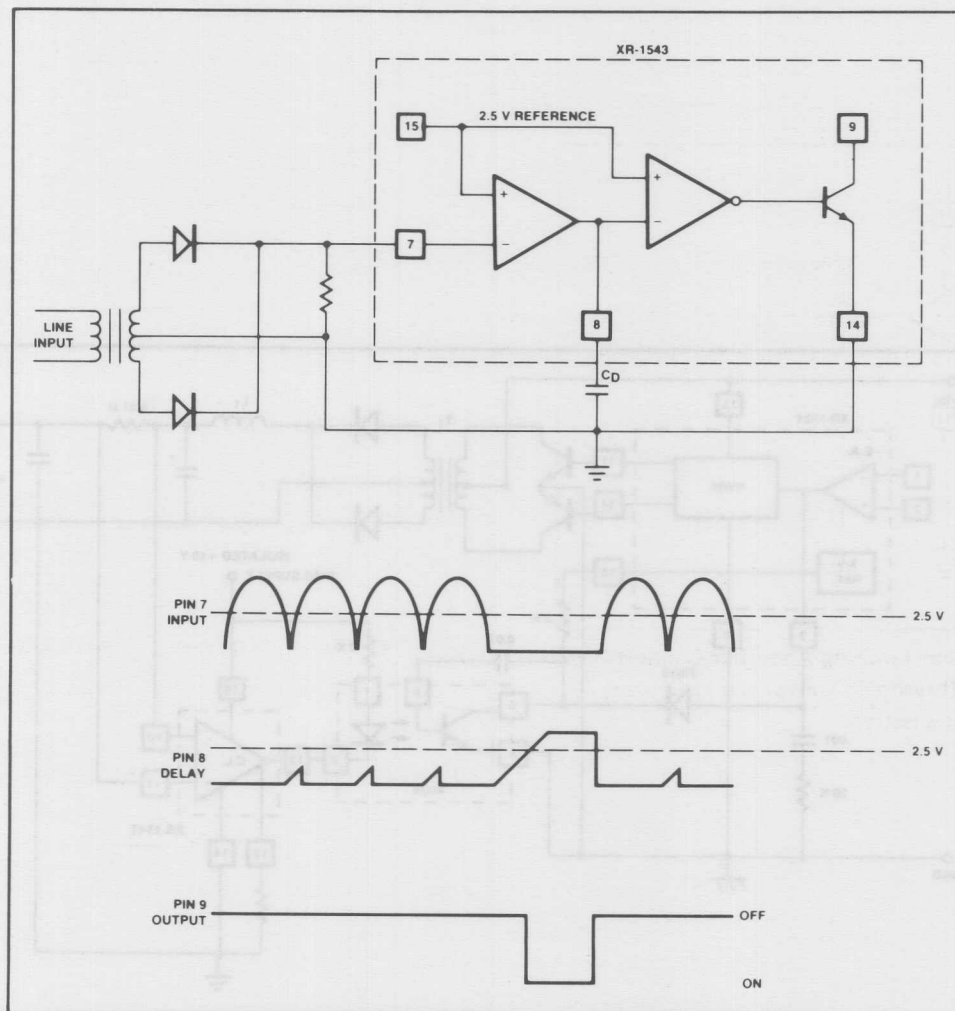 XR-1543
15
2.5 V REFERENCE
9
+
+
-
-
7
8
14
LINE
INPUT
CD
PIN 7
INPUT
2.5 V
PIN 8
DELAY
2.5 V
PIN 9
OUTPUT
OFF
ON